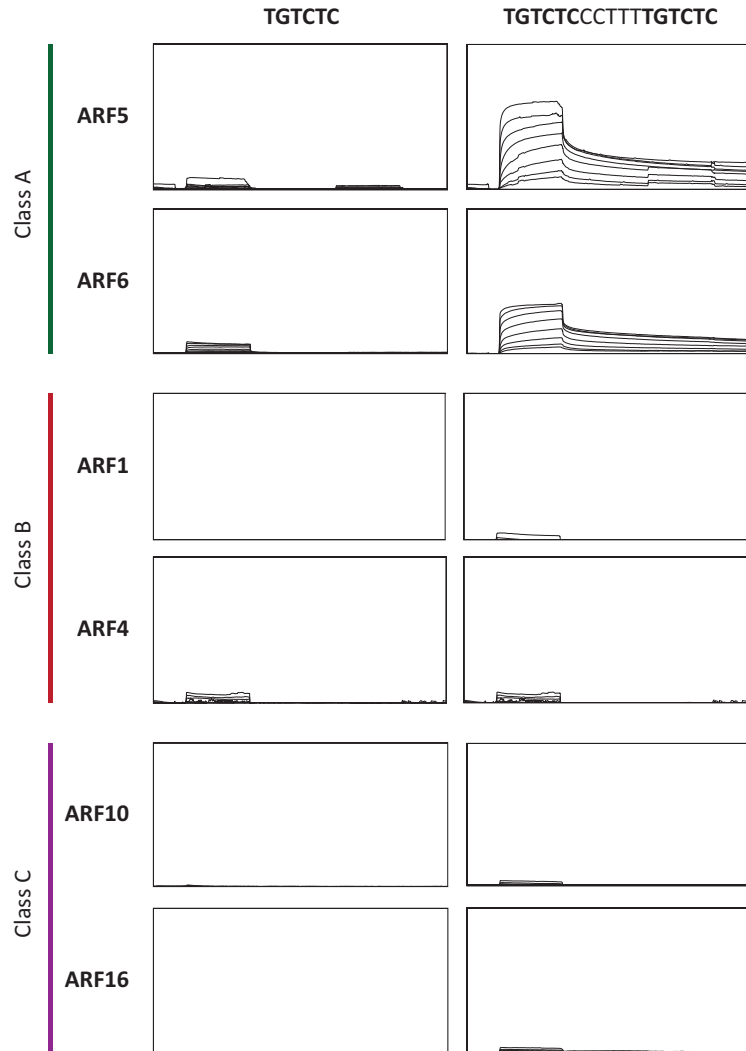 TGTCTC
TGTCTCCCTTTTGTCTC
Class A
ARF5
ARF6
Class B
ARF1
ARF4
Class C
ARF10
ARF16